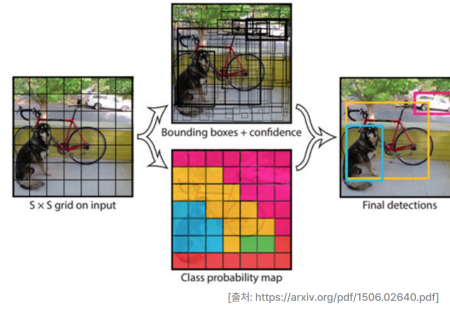 Bounding boxes + confidence
S × S grid on input
Final detections
Class probability map
[출처: https://arxiv.org/pdf/1506.02640.pdf]